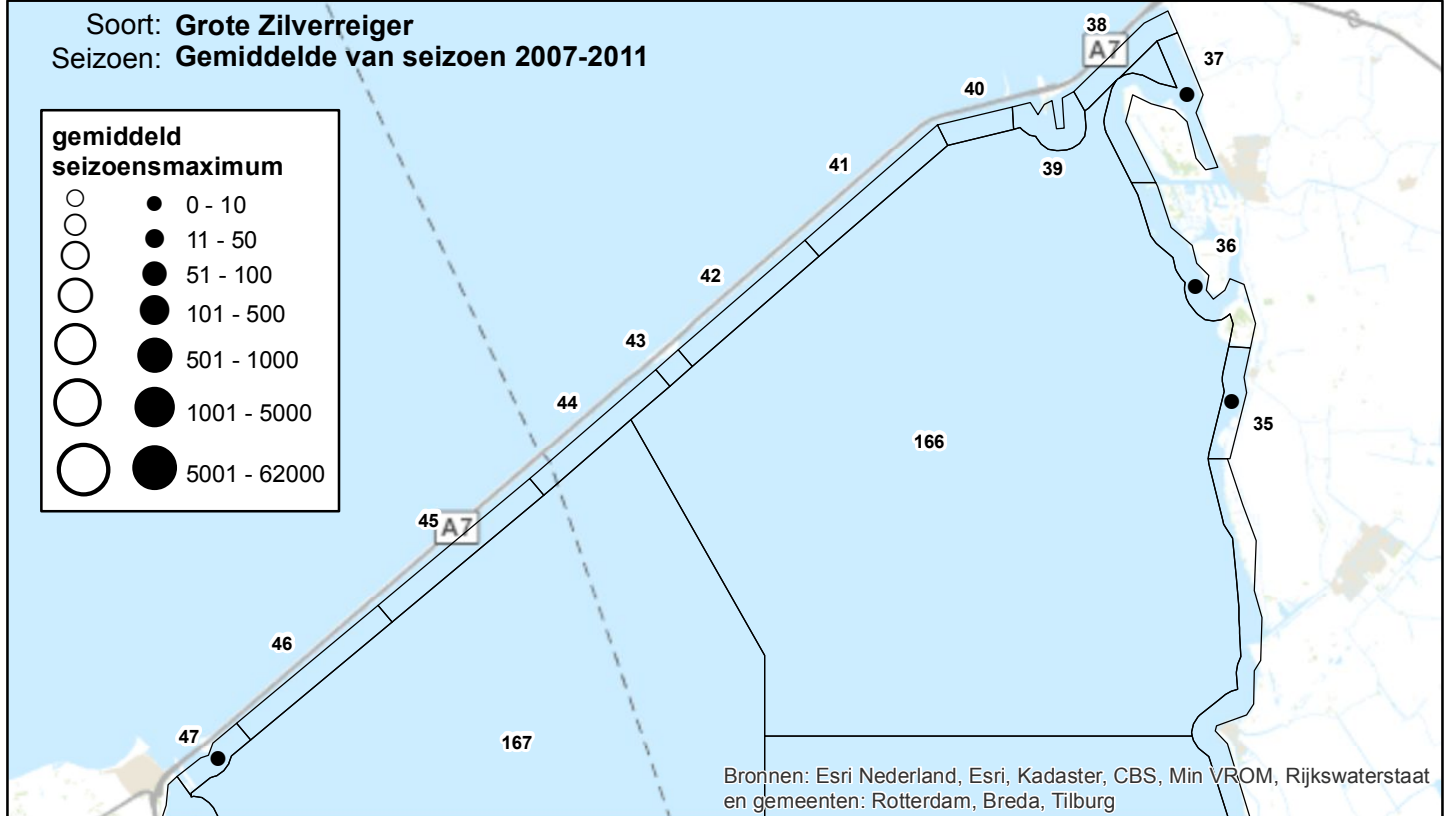 Soort: Grote Zilverreiger
Seizoen: Gemiddelde van seizoen 2007-2011
gemiddeld
seizoensmaximum
0 - 10
11 - 50
51 - 100
101 - 500
501 - 1000
1001 - 5000
5001 - 62000
38
A7
37
40
41
39
36
42
43
44
35
166
45
A7
46
47
167
Bronnen: Esri Nederland, Esri, Kadaster, CBS, Min VROM, Rijkswaterstaat
en gemeenten: Rotterdam, Breda, Tilburg